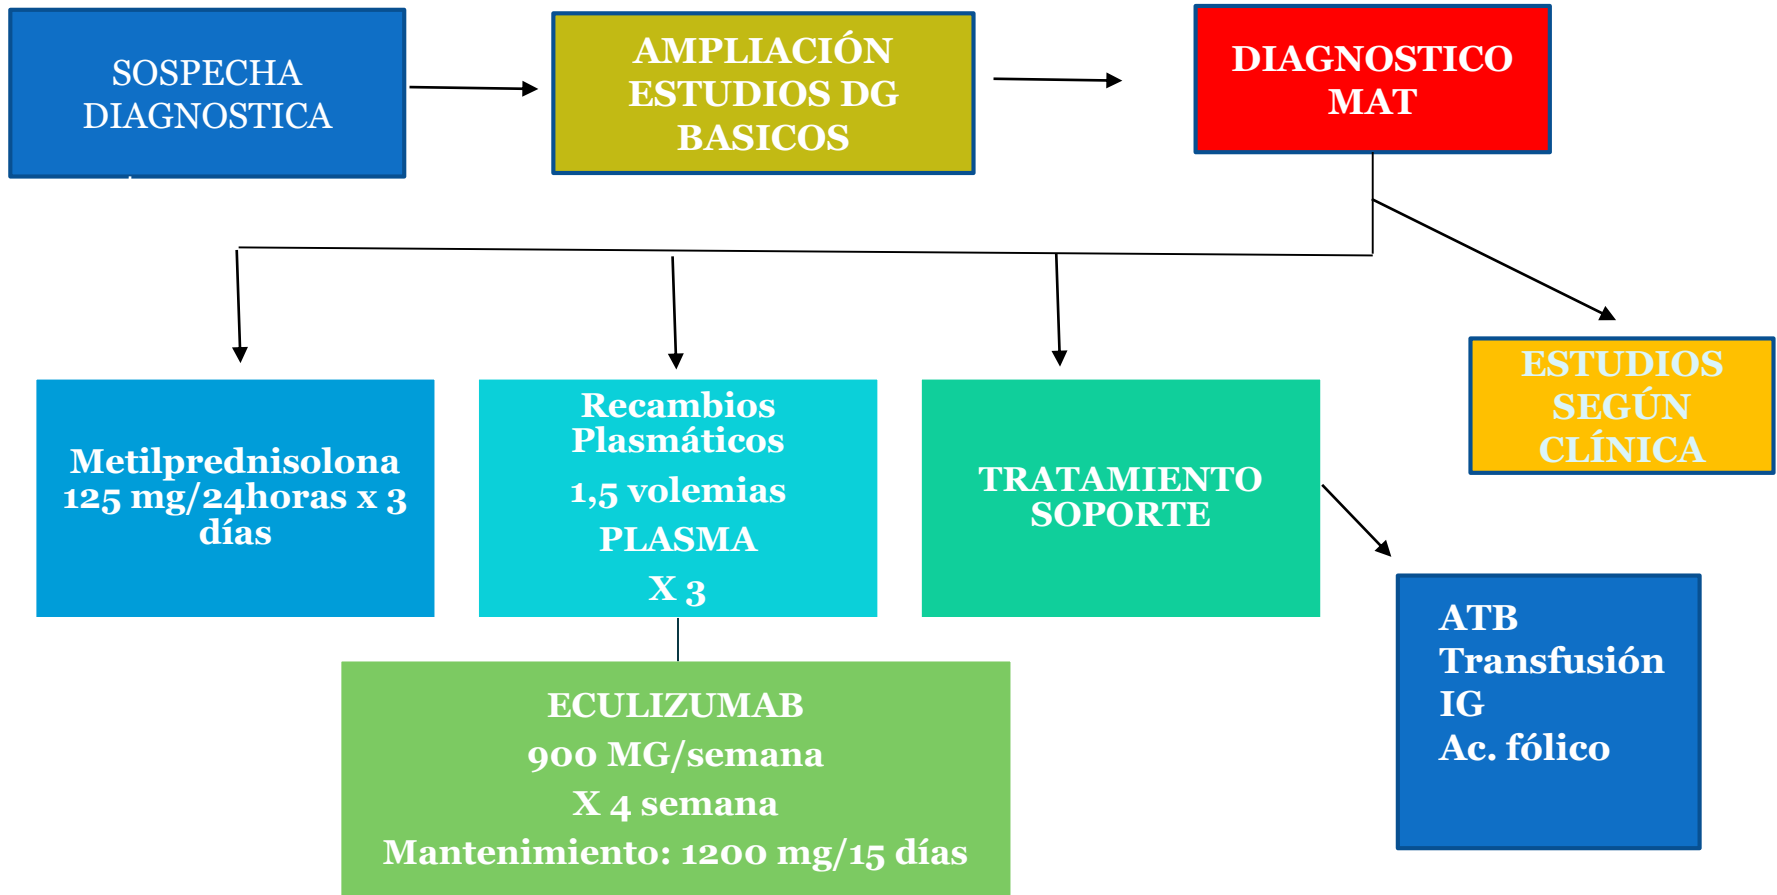 SOSPECHA
DIAGNOSTICA
AMPLIACIÓN
ESTUDIOS DG
BASICOS
DIAGNOSTICO
MAT
Metilprednisolona
125 mg/24horas x 3
días
Recambios
Plasmáticos
1,5 volemias
PLASMA
X 3
TRATAMIENTO
SOPORTE
ESTUDIOS
SEGÚN
CLÍNICA
ATB
Transfusión
IG
Ac. fólico
ECULIZUMAB
900 MG/semana
X 4 semana
Mantenimiento: 1200 mg/15 días